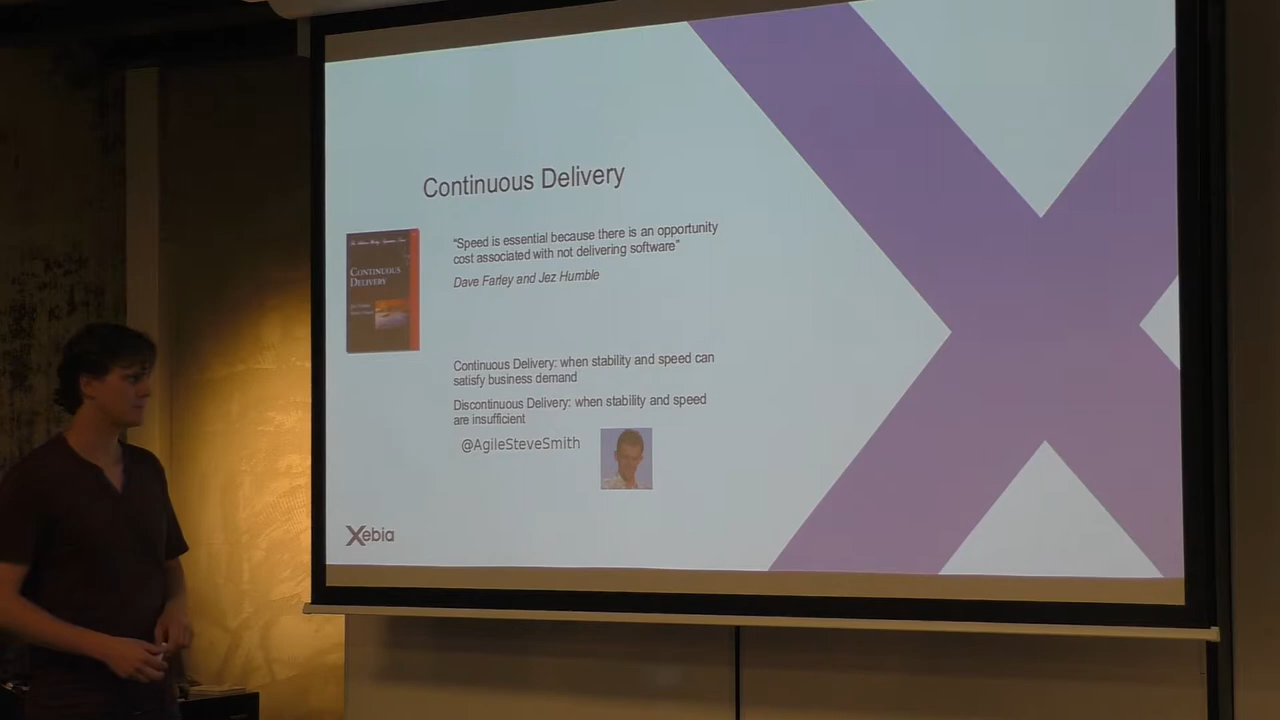 Continuous Delivery
“Speed is essential because there is an opportunity
cost associated with not delivering software”
Dave Farley and Jez Humble
CONTINUOUS
DELIVERY
Continuous Delivery: when stability and speed can
satisfy business demand
Discontinuous Delivery: when stability and speed
are insufficient
@AgileSteveSmith
Xebia